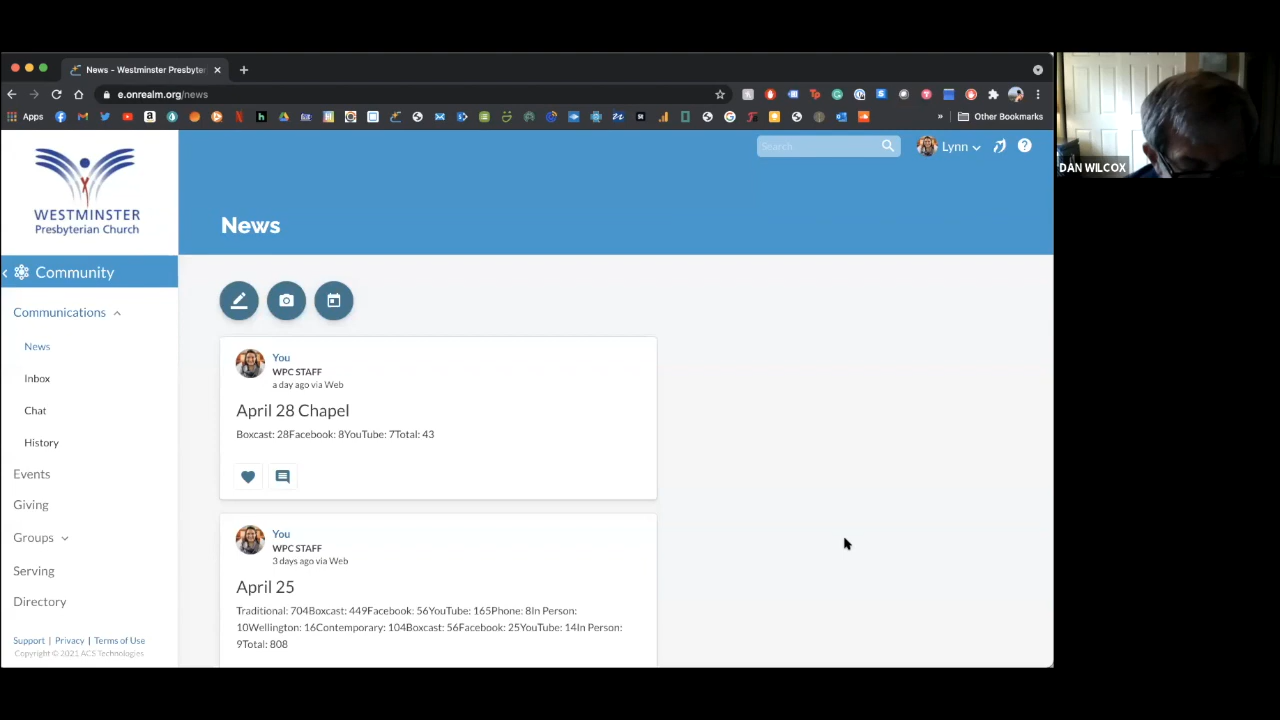 News - Westminster Presbyte
e.onrealm.org/news
Apps
Other Bookmarks
WESTMINSTER
Presbyterian Church
Search
Lynn
DAN WILCOX
News
Community
Communications
News
Inbox
Chat
History
Events
Giving
Groups
Serving
Directory
Support | Privacy | Terms of Use
Copyright © 2021 ACS Technologies
You
WPC STAFF
a day ago via Web
April 28 Chapel
Boxcast: 28Facebook: 8YouTube: 7Total: 43
You
WPC STAFF
3 days ago via Web
April 25
Traditional: 704Boxcast: 449Facebook: 56YouTube: 165Phone: 8In Person:
10Wellington: 16Contemporary: 104Boxcast: 56Facebook: 25YouTube: 14In Person:
9Total: 808